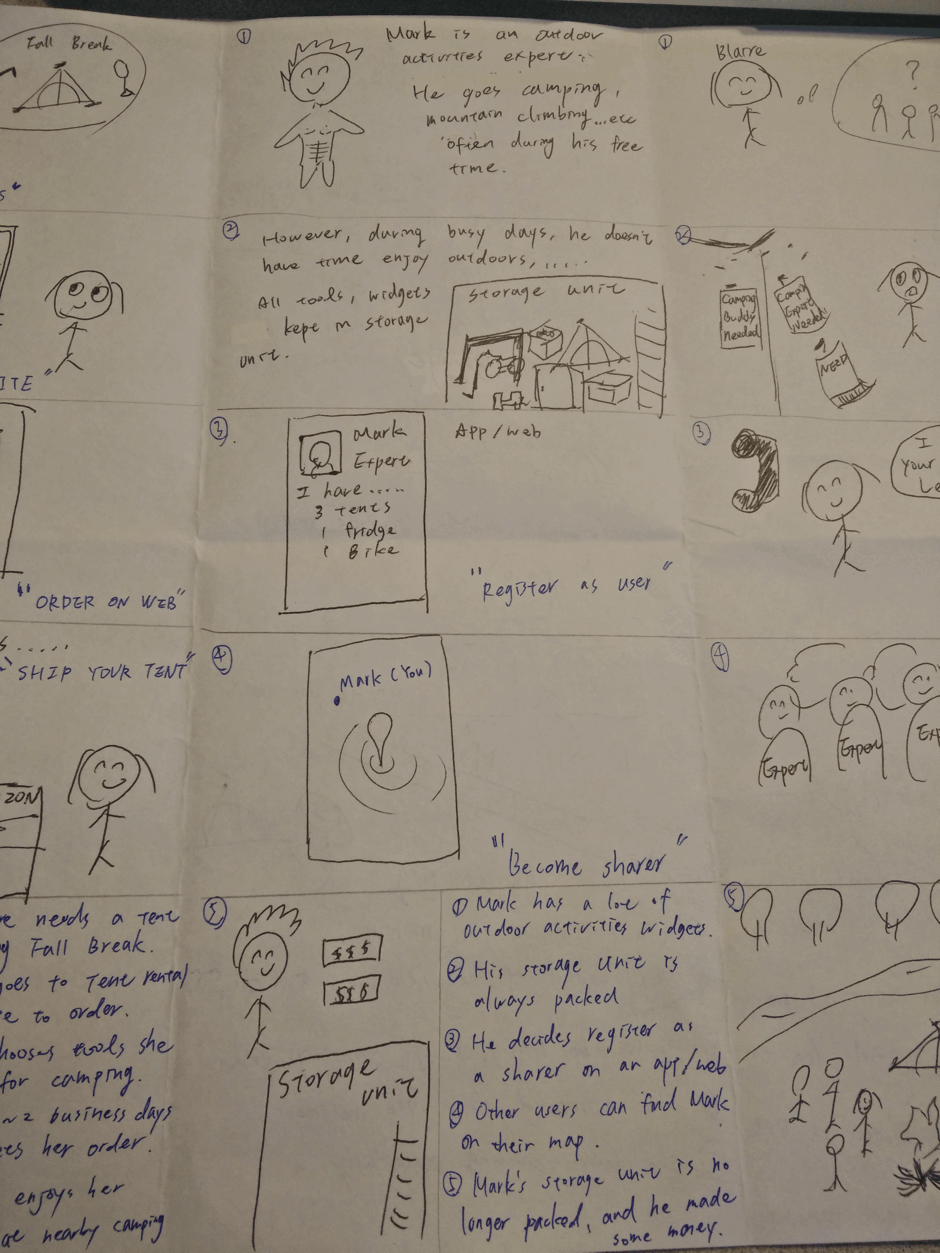 Fall Break
s"
ITE"
"ORDER ON WEB"
s.....
"SHIP YOUR TENT"
ZON
re needs a tent
g Fall Break.
goes to Tent rental
e to order.
hooses tools she
for camping.
~2 business days
es her order.
enjoys her
nearby camping
①
Mark is an outdoor
activities expert.
He goes camping,
mountain climbing...etc
often during his free
time.
②
However, during busy days, he doesn't
have time enjoy outdoors,.....
All tools, widgets
kept in storage
unit.
storage unit
③
Mark
Expert
I have.....
3 tents
1 fridge
1 Bike
App/web
"Register as user"
④
Mark (You)
"Become sharer"
⑤
$$$
$$$
Storage
unit
① Mark has a lot of
outdoor activities widgets.
② His storage unit is
always packed
③ He decides register as
a sharer on an app/web
④ Other users can find Mark
on their map.
⑤ Mark's storage unit is no
longer packed, and he made
some money.
①
Blaire
?
②
Camping
Buddy
Needed
Camping
Expert
Needed
NEED
③
I
your
④
Expert
Expert
Exp
⑤